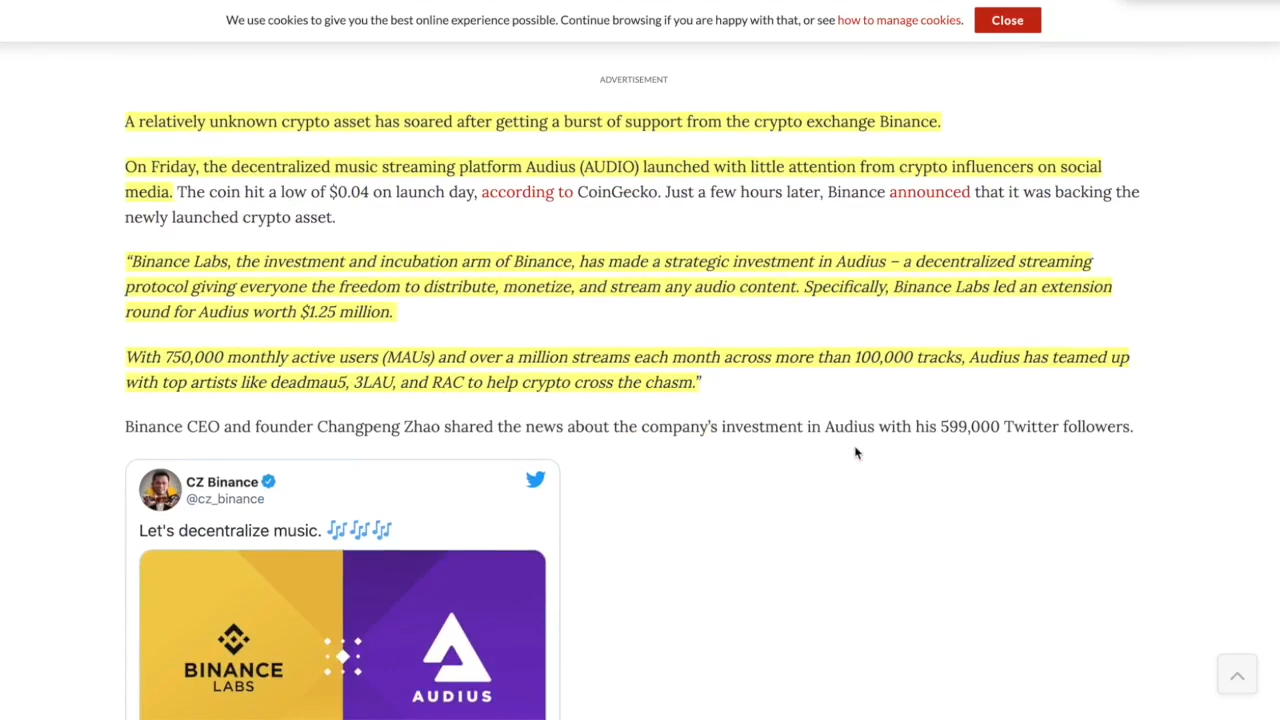 We use cookies to give you the best online experience possible. Continue browsing if you are happy with that, or see how to manage cookies. Close
ADVERTISEMENT
A relatively unknown crypto asset has soared after getting a burst of support from the crypto exchange Binance.
On Friday, the decentralized music streaming platform Audius (AUDIO) launched with little attention from crypto influencers on social
media. The coin hit a low of $0.04 on launch day, according to CoinGecko. Just a few hours later, Binance announced that it was backing the
newly launched crypto asset.
“Binance Labs, the investment and incubation arm of Binance, has made a strategic investment in Audius – a decentralized streaming
protocol giving everyone the freedom to distribute, monetize, and stream any audio content. Specifically, Binance Labs led an extension
round for Audius worth $1.25 million.
With 750,000 monthly active users (MAUs) and over a million streams each month across more than 100,000 tracks, Audius has teamed up
with top artists like deadmau5, 3LAU, and RAC to help crypto cross the chasm.”
Binance CEO and founder Changpeng Zhao shared the news about the company’s investment in Audius with his 599,000 Twitter followers.
CZ Binance
@cz_binance
Let's decentralize music. 🎶🎶🎶
BINANCE
LABS
AUDIUS